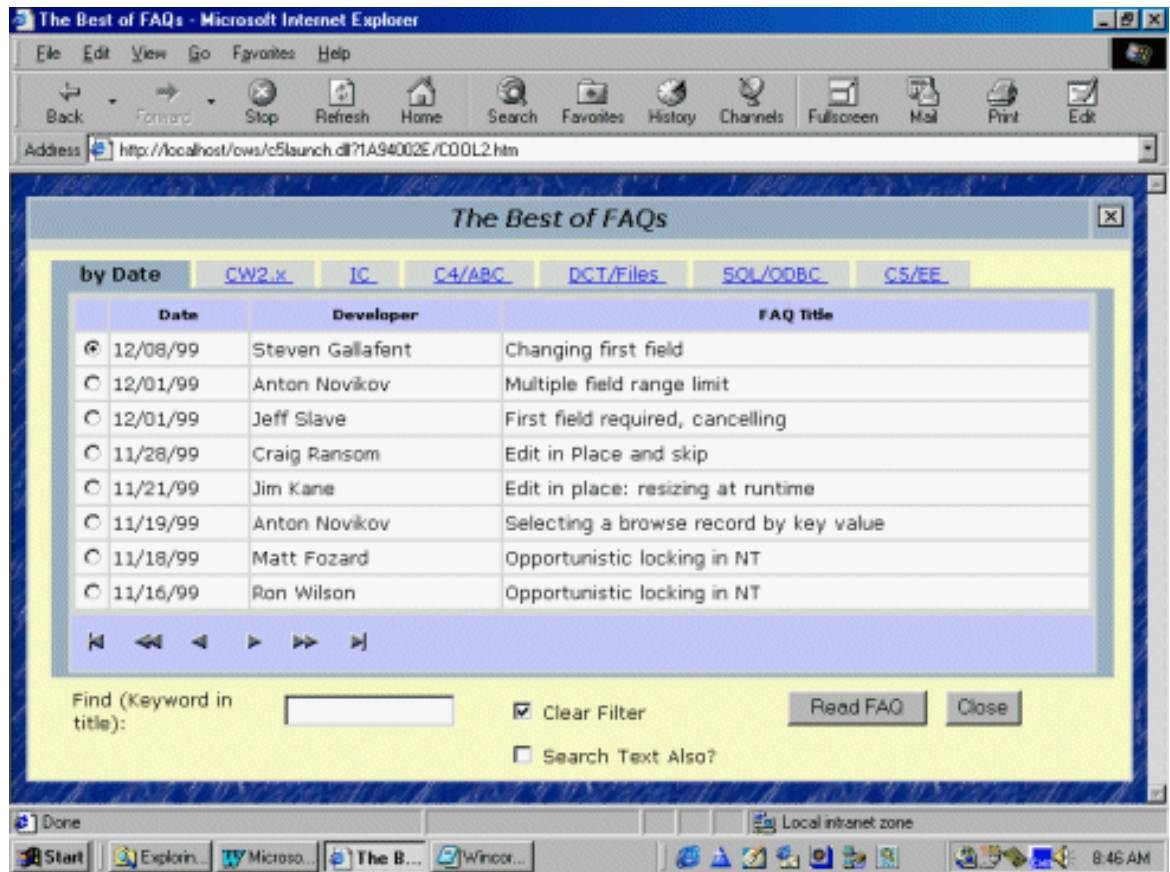 The Best of FAQs - Microsoft Internet Explorer
File Edit View Go Favorites Help
Back Forward Stop Refresh Home Search Favorites History Channels Fullscreen Mail Print Edit
Address http://localhost/cws/c5launch.dll?1A94002E/COOL2.htm
The Best of FAQs
by Date CW2.x IC C4/ABC DCT/Files SQL/ODBC C5/EE
Date Developer FAQ Title
12/08/99 Steven Gallafent Changing first field
12/01/99 Anton Novikov Multiple field range limit
12/01/99 Jeff Slave First field required, cancelling
11/28/99 Craig Ransom Edit in Place and skip
11/21/99 Jim Kane Edit in place: resizing at runtime
11/19/99 Anton Novikov Selecting a browse record by key value
11/18/99 Matt Fozard Opportunistic locking in NT
11/16/99 Ron Wilson Opportunistic locking in NT
Find (Keyword in
title):
Clear Filter
Read FAQ Close
Search Text Also?
Done Local intranet zone
Start Explorin... Microso... The B... Wincor... 8:46 AM